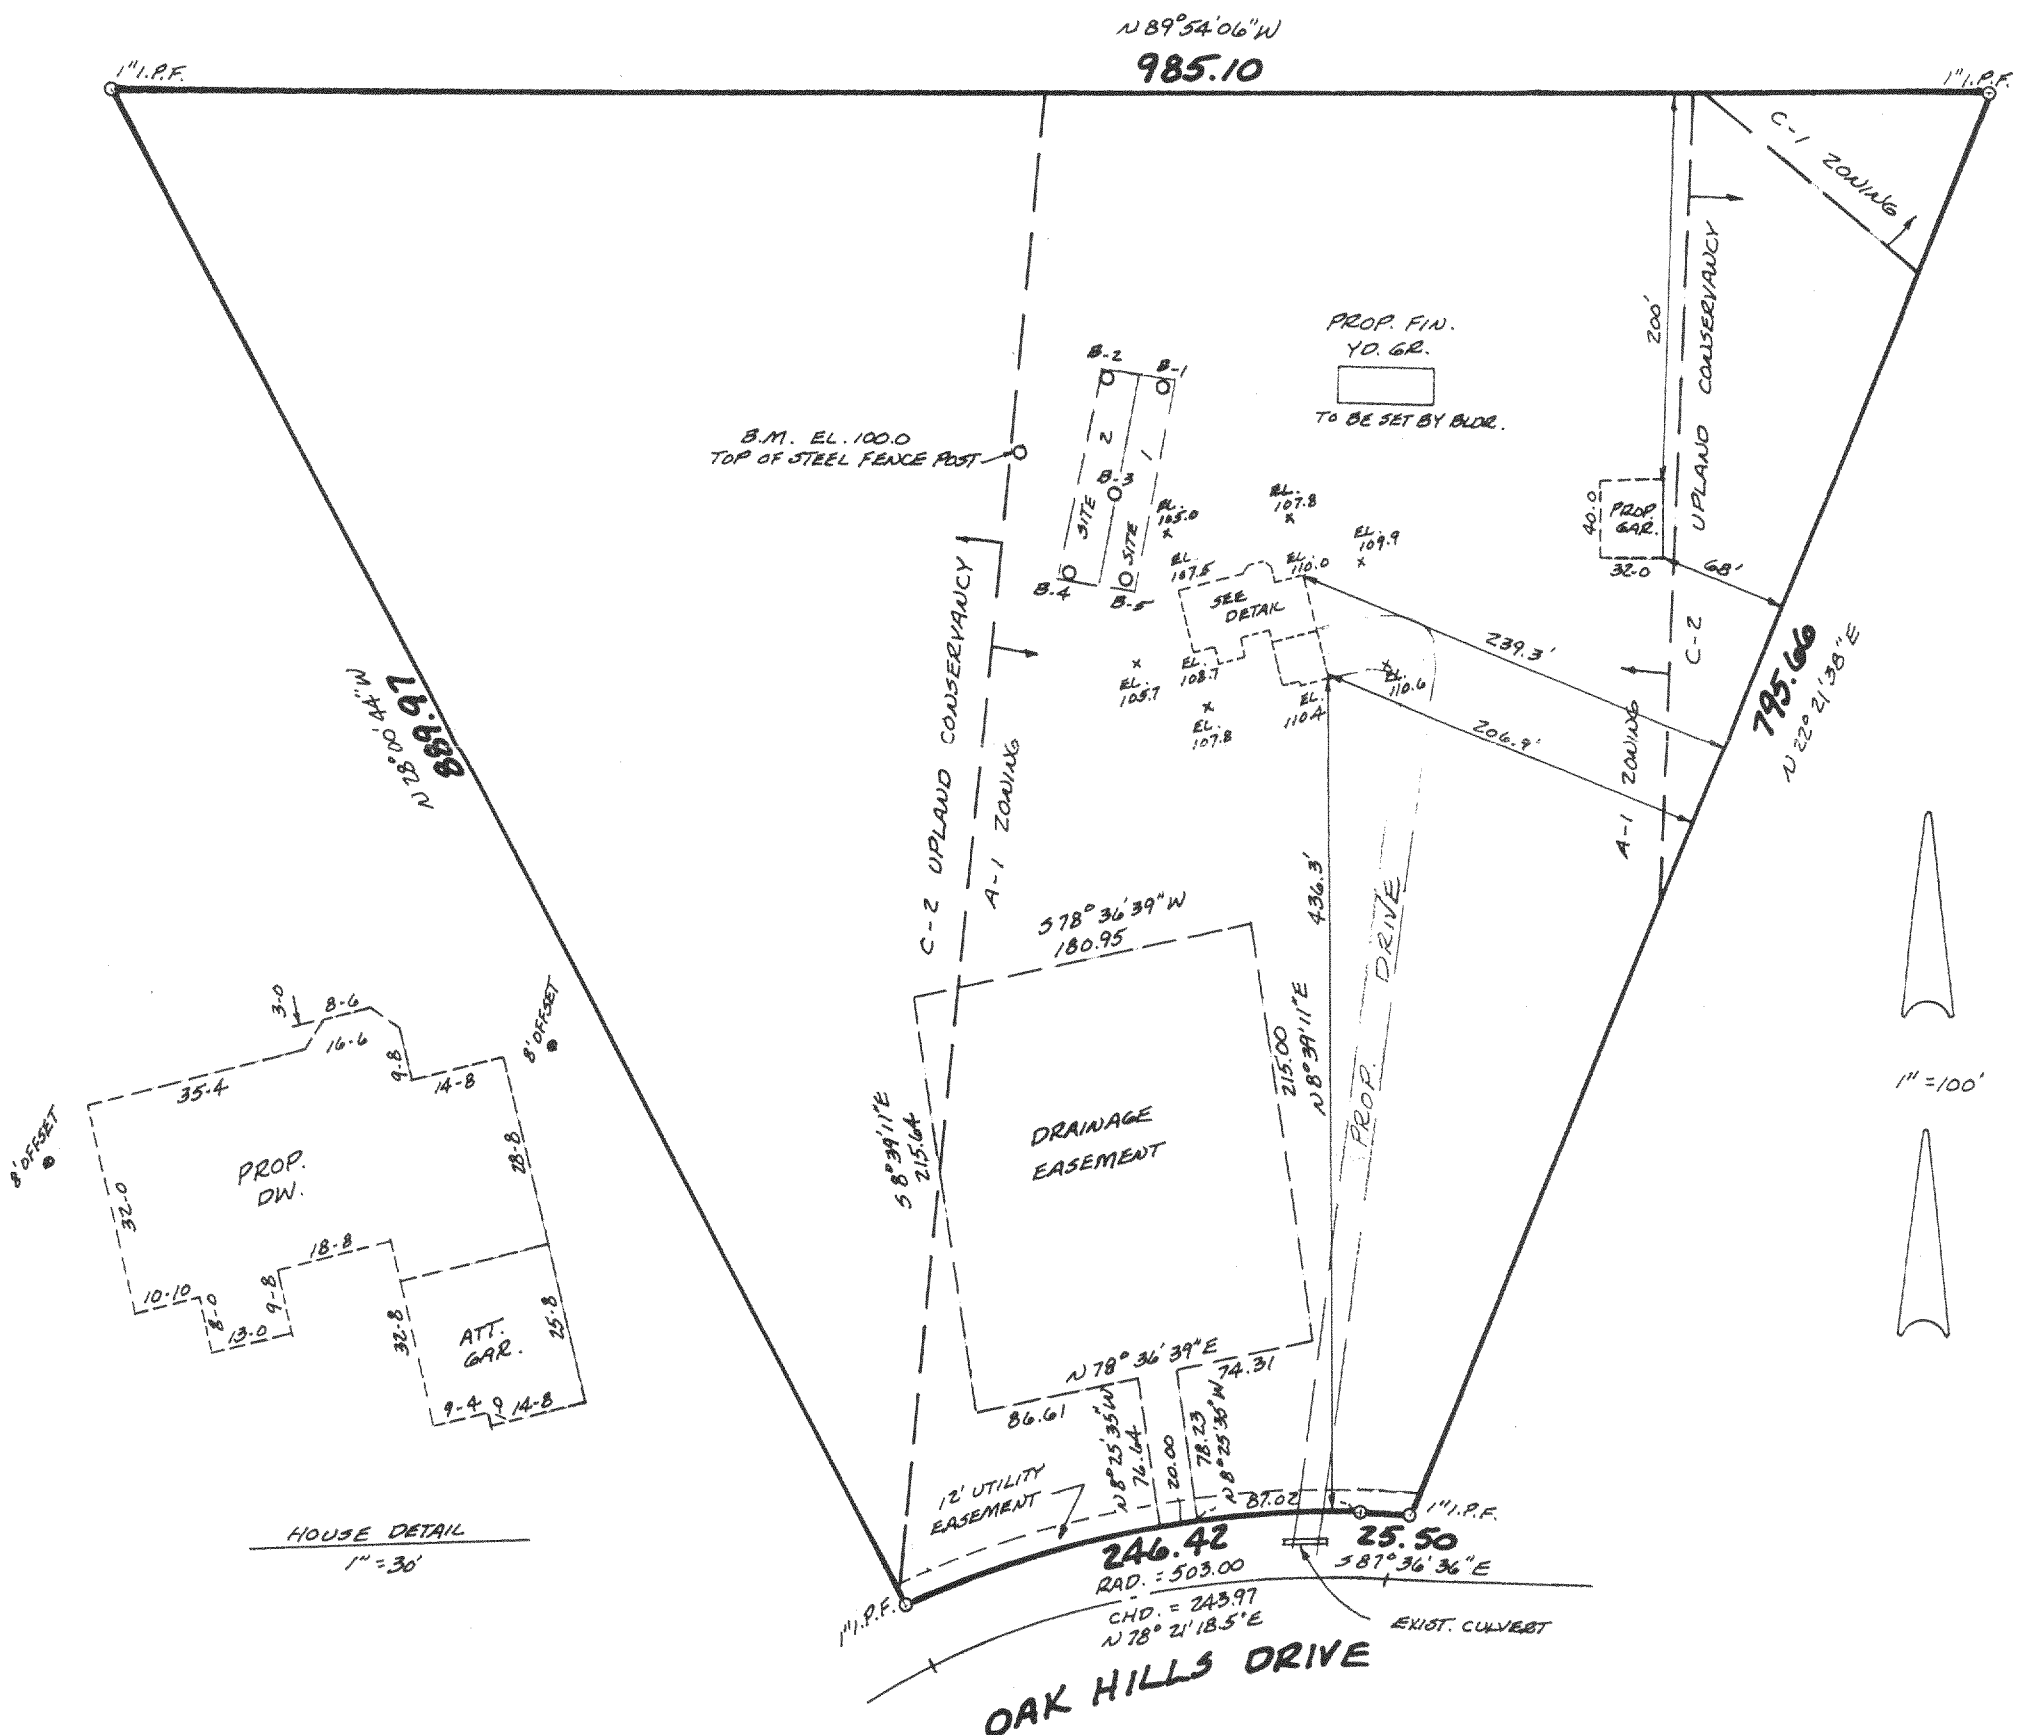 N 89° 54' 06" W
985.10
1" I.P.F.
1" I.P.F.
C-1 ZONING
200'
UPLAND CONSERVANCY
C-2
A-1 ZONING
PROP. FIN.
YD. GR.
TO BE SET BY BLDR.
B.M. EL. 100.0
TOP OF STEEL FENCE POST
B-2
B-1
B-3
B-4
B-5
SITE 2
SITE 1
EL.
105.0
EL.
107.8
EL.
109.9
EL.
107.5
EL.
110.0
SEE
DETAIL
EL.
105.7
EL.
108.7
EL.
107.8
EL.
110.4
EL.
110.6
40.0
PROP.
GAR.
32-0
68'
239.3'
206.9'
795.66
N 22° 21' 38" E
N 28° 00' 44" W
889.97
C-2 UPLAND CONSERVANCY
A-1 ZONING
436.3'
PROP. DRIVE
S 78° 36' 39" W
180.95
S 8° 39' 11" E
215.64
215.00
N 8° 39' 11" E
DRAINAGE
EASEMENT
N 78° 36' 39" E
74.31
86.61
N 8° 25' 35" W
76.64
20.00
78.23
N 8° 25' 35" W
12' UTILITY
EASEMENT
87.02
1" I.P.F.
1" I.P.F.
246.42
RAD. = 503.00
CHD. = 243.97
N 78° 21' 18.5" E
25.50
S 87° 36' 36" E
EXIST. CULVERT
OAK HILLS DRIVE
1" = 100'
8' OFFSET
8' OFFSET
3-0
8-6
16-6
9-8
14-8
35-4
32-0
28-8
PROP.
DW.
10-10
8-0
13-0
9-8
18-8
32-8
25-8
ATT.
GAR.
9-4
14-8
HOUSE DETAIL
1" = 30'